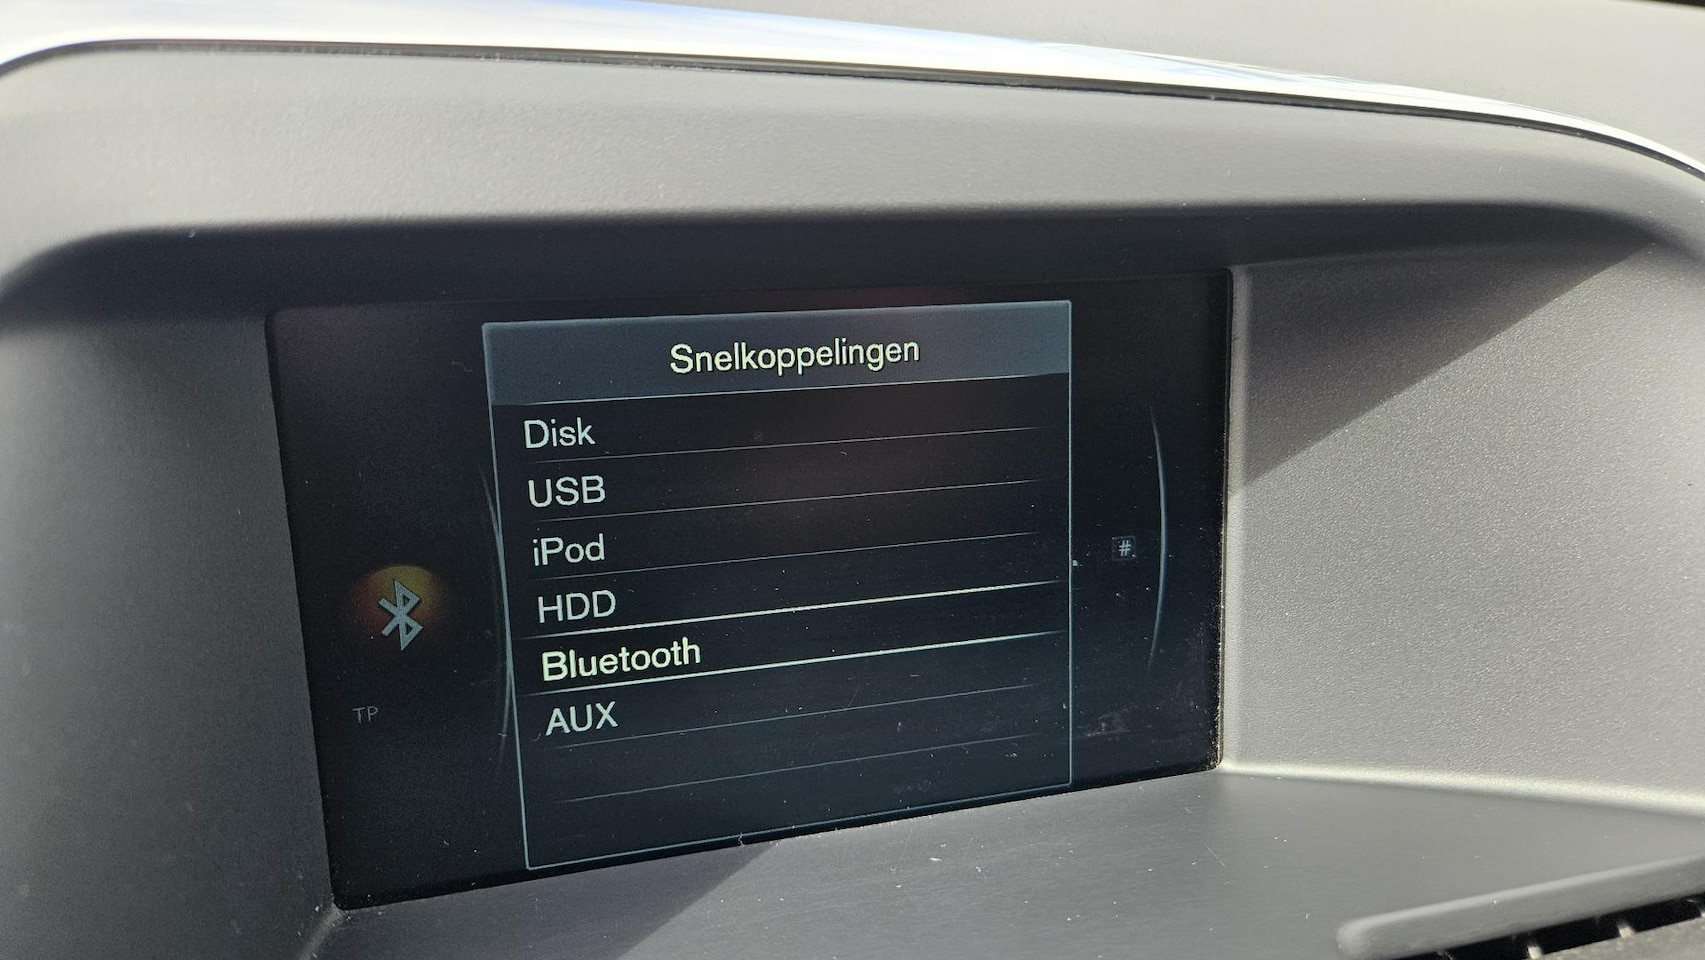 Snelkoppelingen
Disk
USB
iPod
HDD
Bluetooth
AUX
TP
#